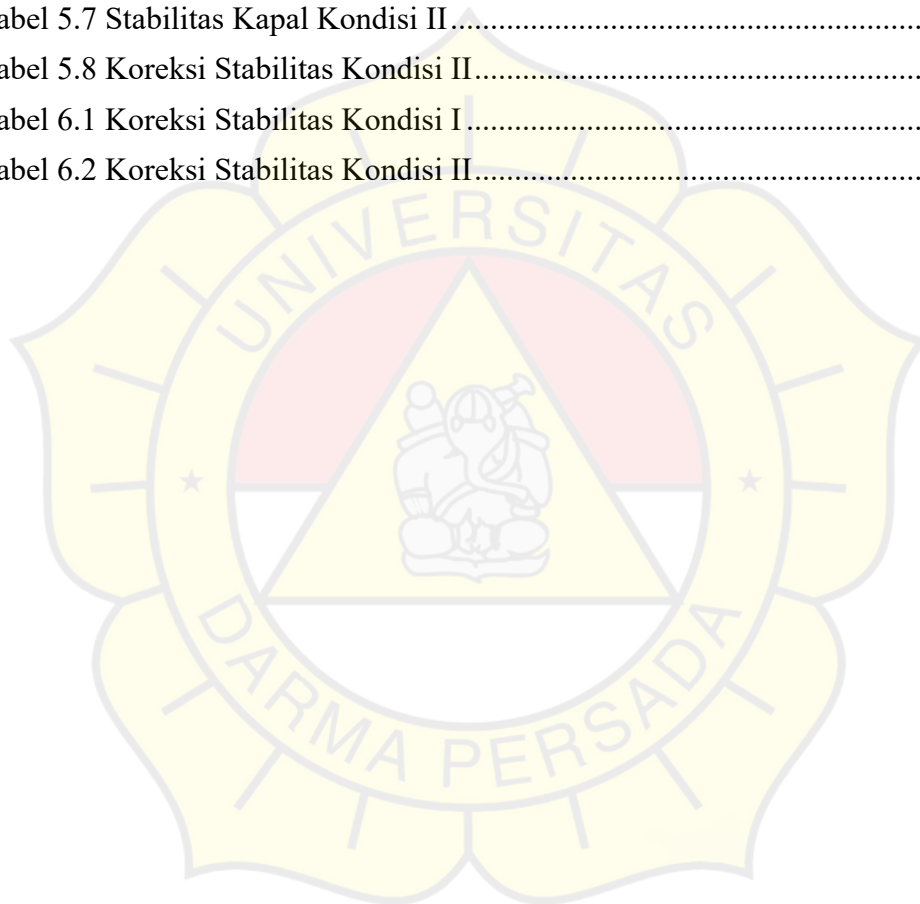 abel 5.7 Stabilitas Kapal Kondisi II.....................................................
abel 5.8 Koreksi Stabilitas Kondisi II..................................................
abel 6.1 Koreksi Stabilitas Kondisi I...................................................
abel 6.2 Koreksi Stabilitas Kondisi II..................................................
UNIVERSITAS
DARMA PERSADA